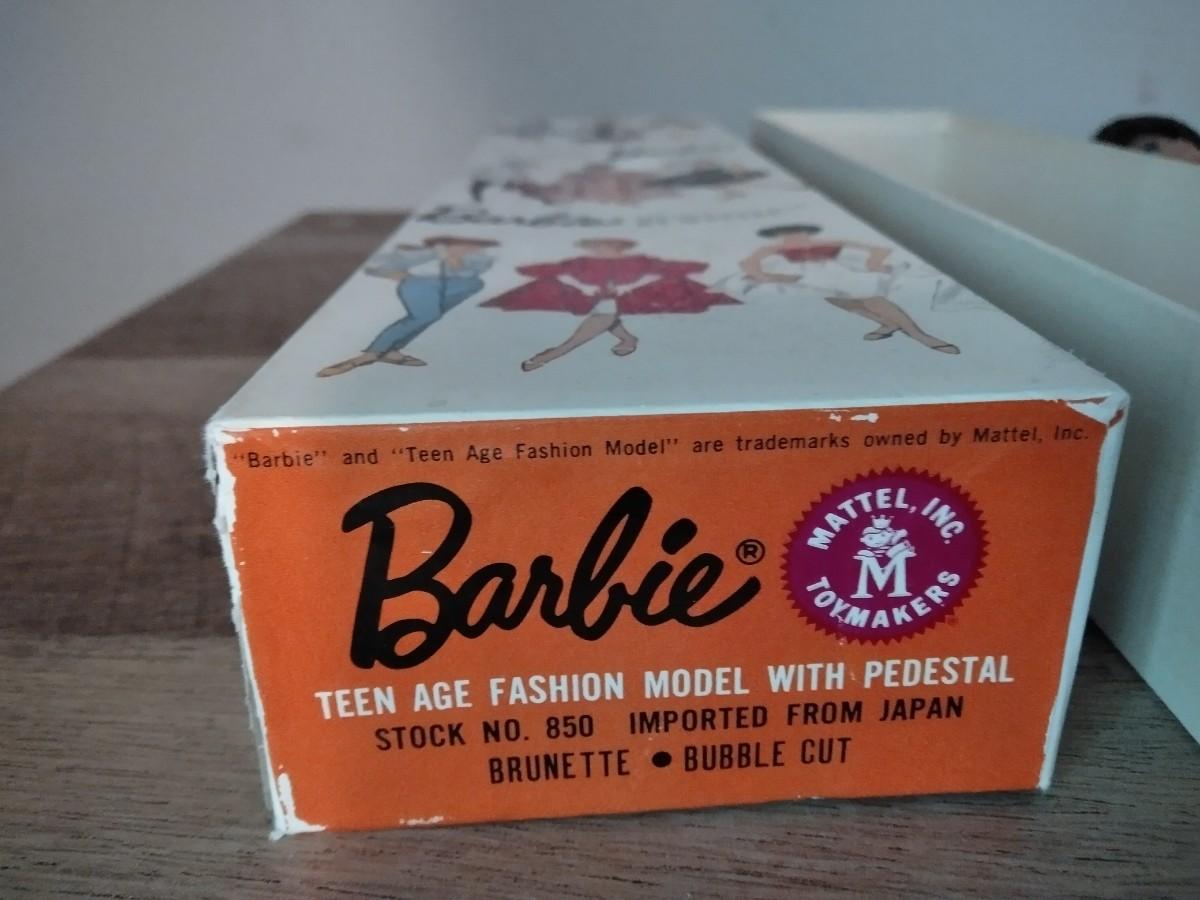 Barbie
"Barbie" and "Teen Age Fashion Model" are trademarks owned by Mattel, Inc.
Barbie®
MATTEL, INC.
M
TOYMAKERS
TEEN AGE FASHION MODEL WITH PEDESTAL
STOCK NO. 850 IMPORTED FROM JAPAN
BRUNETTE • BUBBLE CUT